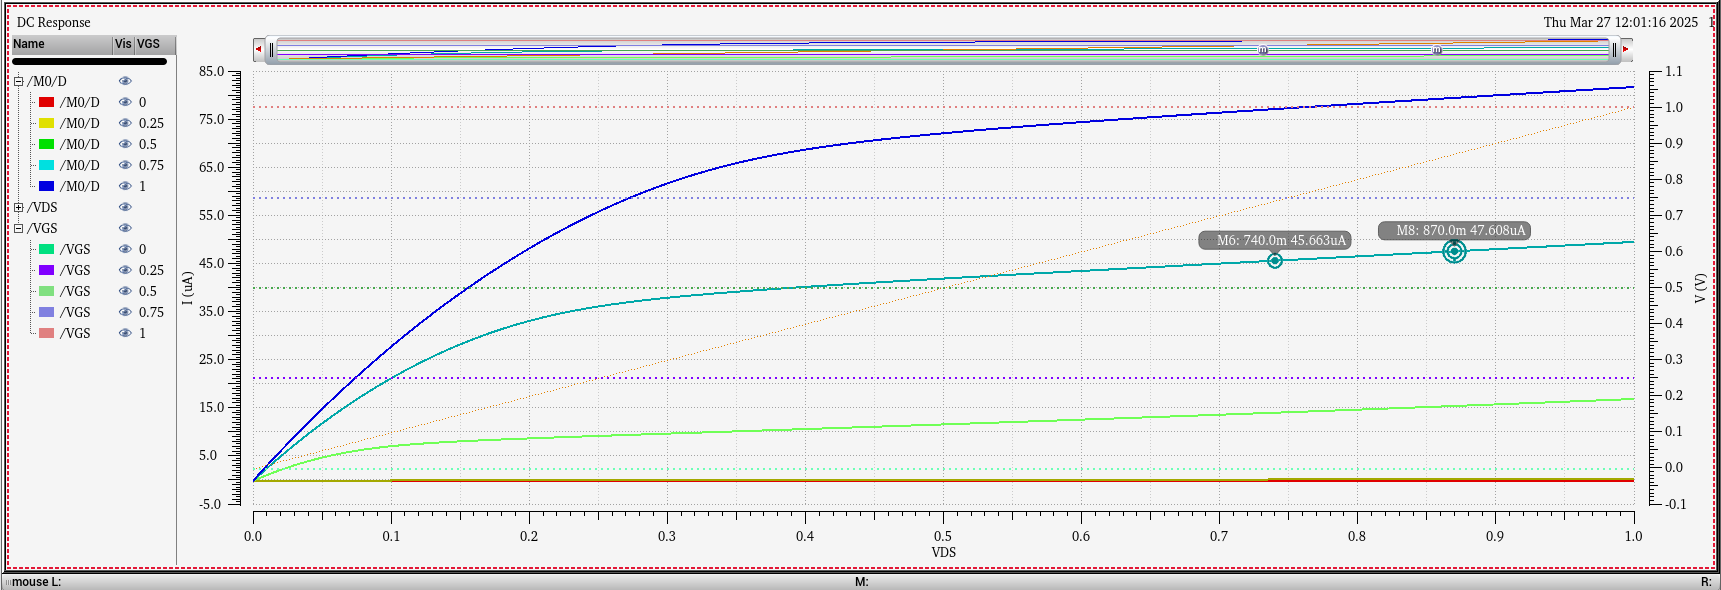 DC Response
Thu Mar 27 12:01:16 2025 1
Name Vis VGS
/M0/D
/M0/D 0
/M0/D 0.25
/M0/D 0.5
/M0/D 0.75
/M0/D 1
/VDS
/VGS
/VGS 0
/VGS 0.25
/VGS 0.5
/VGS 0.75
/VGS 1
m m
85.0
75.0
65.0
55.0
45.0
35.0
25.0
15.0
5.0
-5.0
I (uA)
M6: 740.0m 45.663uA
M8: 870.0m 47.608uA
1.1
1.0
0.9
0.8
0.7
0.6
0.5
0.4
0.3
0.2
0.1
0.0
-0.1
V (V)
0.0 0.1 0.2 0.3 0.4 0.5 0.6 0.7 0.8 0.9 1.0
VDS
mouse L: M: R: